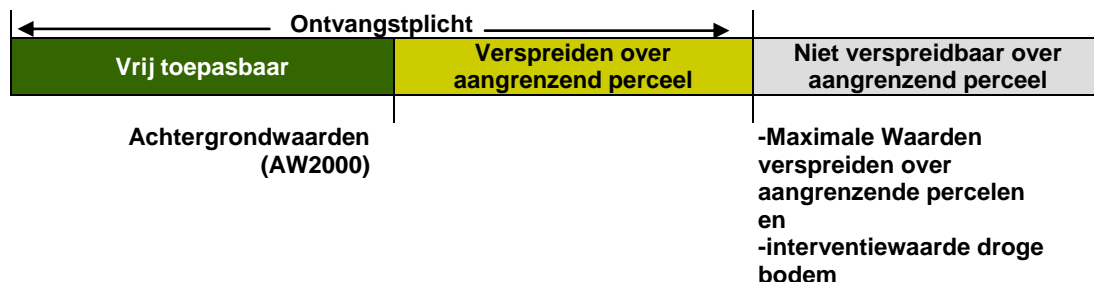 Ontvangstplicht
Vrij toepasbaar
Verspreiden over
aangrenzend perceel
Niet verspreidbaar over
aangrenzend perceel
Achtergrondwaarden
(AW2000)
-Maximale Waarden
verspreiden over
aangrenzende percelen
en
-interventiewaarde droge
bodem